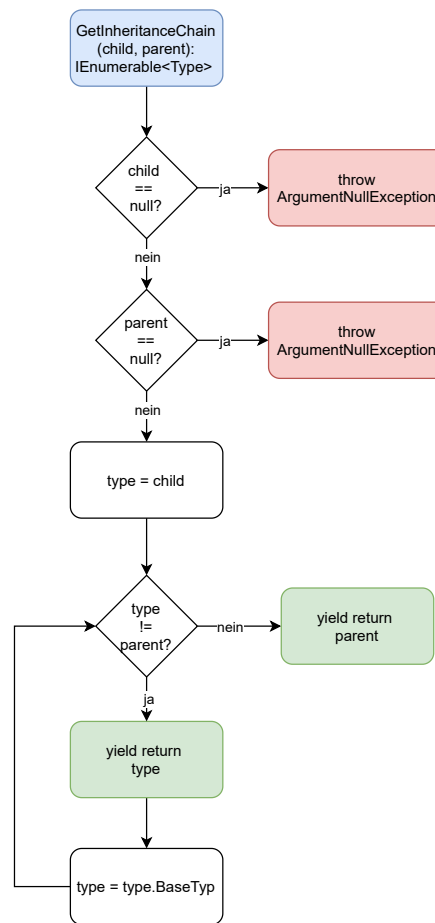 GetInheritanceChain
(child, parent):
IEnumerable<Type>
child
==
null?
ja
throw
ArgumentNullException
nein
parent
==
null?
ja
throw
ArgumentNullException
nein
type = child
type
!=
parent?
nein
yield return
parent
ja
yield return
type
type = type.BaseTyp